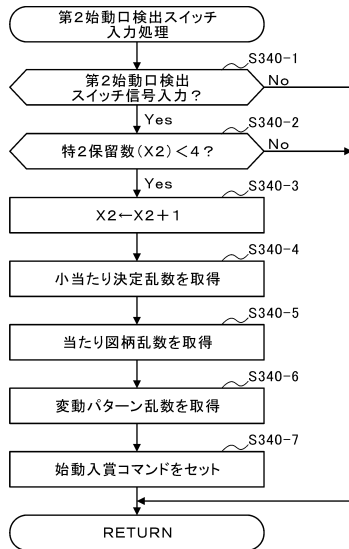 第2始動口検出スイッチ
入力処理
S340-1
第2始動口検出
スイッチ信号入力？
No
Yes
S340-2
特2保留数(X2)<4？
No
Yes
S340-3
X2←X2+1
S340-4
小当たり決定乱数を取得
S340-5
当たり図柄乱数を取得
S340-6
変動パターン乱数を取得
S340-7
始動入賞コマンドをセット
RETURN